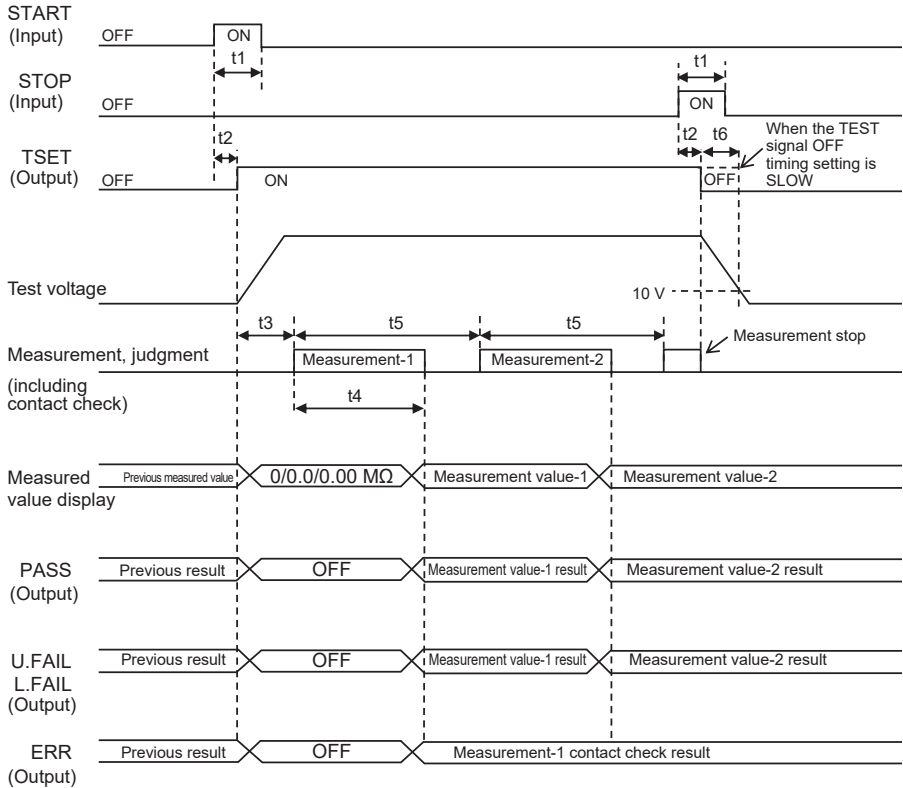 START
(Input)
OFF
ON
t1
STOP
(Input)
OFF
t1
ON
t2
t2
t6
When the TEST
signal OFF
timing setting is
SLOW
TSET
(Output)
OFF
ON
OFF
Test voltage
10 V
t3
t5
t5
Measurement stop
Measurement, judgment
(including
contact check)
Measurement-1
Measurement-2
t4
Measured
value display
Previous measured value
0/0.0/0.00 MΩ
Measurement value-1
Measurement value-2
PASS
(Output)
Previous result
OFF
Measurement value-1 result
Measurement value-2 result
U.FAIL
L.FAIL
(Output)
Previous result
OFF
Measurement value-1 result
Measurement value-2 result
ERR
(Output)
Previous result
OFF
Measurement-1 contact check result